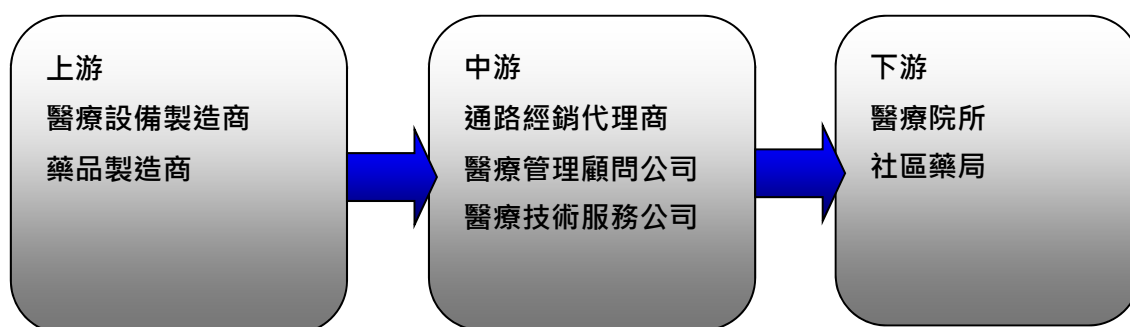 上游
醫療設備製造商
藥品製造商
中游
通路經銷代理商
醫療管理顧問公司
醫療技術服務公司
下游
醫療院所
社區藥局